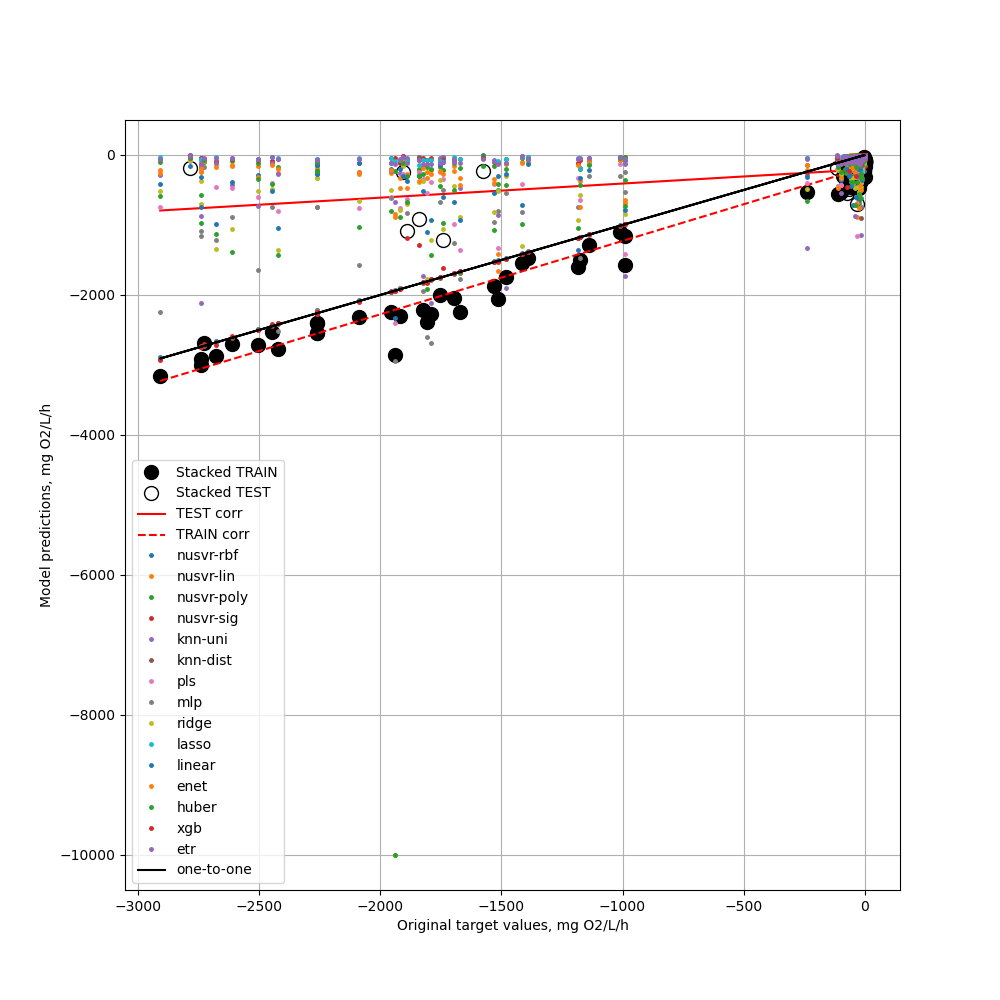 0
−2000
−4000
−6000
−8000
−10000
Model predictions, mg O2/L/h
Stacked TRAIN
Stacked TEST
TEST corr
TRAIN corr
nusvr-rbf
nusvr-lin
nusvr-poly
nusvr-sig
knn-uni
knn-dist
pls
mlp
ridge
lasso
linear
enet
huber
xgb
etr
one-to-one
−3000 −2500 −2000 −1500 −1000 −500 0
Original target values, mg O2/L/h